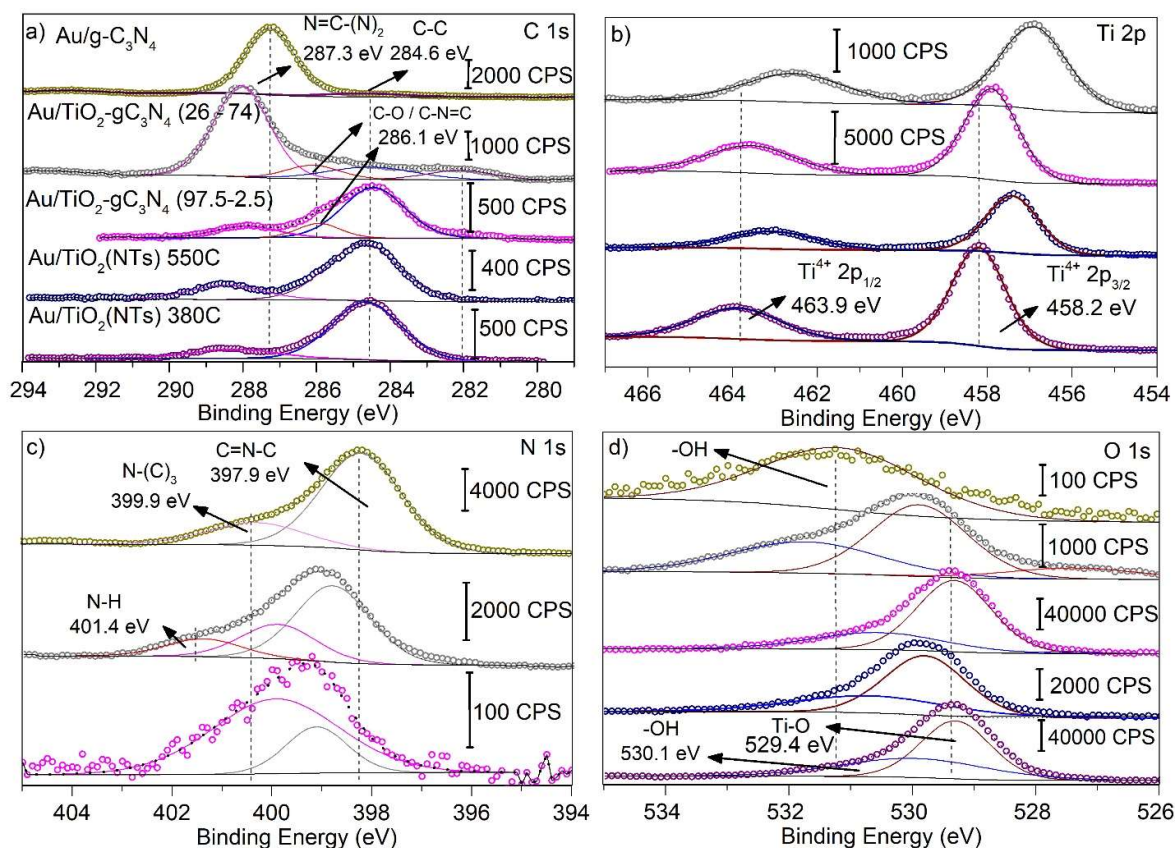 a)
Au/g-C₃N₄
N=C-(N)₂
287.3 eV
C-C
284.6 eV
C 1s
2000 CPS
Au/TiO₂-gC₃N₄ (26 - 74)
C-O / C-N=C
286.1 eV
1000 CPS
Au/TiO₂-gC₃N₄ (97.5-2.5)
500 CPS
Au/TiO₂(NTs) 550C
400 CPS
Au/TiO₂(NTs) 380C
500 CPS
294 292 290 288 286 284 282 280
Binding Energy (eV)
b)
Ti 2p
1000 CPS
5000 CPS
Ti⁴⁺ 2p₁/₂
463.9 eV
Ti⁴⁺ 2p₃/₂
458.2 eV
466 464 462 460 458 456 454
Binding Energy (eV)
c)
N 1s
C=N-C
397.9 eV
N-(C)₃
399.9 eV
4000 CPS
N-H
401.4 eV
2000 CPS
100 CPS
404 402 400 398 396 394
Binding Energy (eV)
d)
O 1s
-OH
100 CPS
1000 CPS
40000 CPS
2000 CPS
-OH
530.1 eV
Ti-O
529.4 eV
40000 CPS
534 532 530 528 526
Binding Energy (eV)